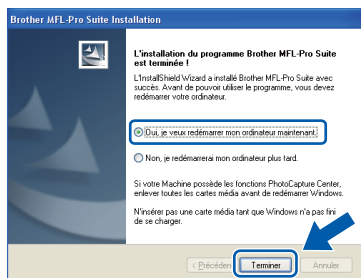 Brother MFL-Pro Suite Installation
L'installation du programme Brother MFL-Pro Suite
est terminée !
L'InstallShield Wizard a installé Brother MFL-Pro Suite avec
succès. Avant de pouvoir utiliser le programme, vous devez
redémarrer votre ordinateur.
Oui, je veux redémarrer mon ordinateur maintenant.
Non, je redémarrerai mon ordinateur plus tard.
Si votre Machine possède les fonctions PhotoCapture Center,
enlever toutes les cartes média avant de redémarrer Windows.
N'insérer pas une carte média tant que Windows n'a pas fini
de se charger.
< Précéden
Terminer
Annuler